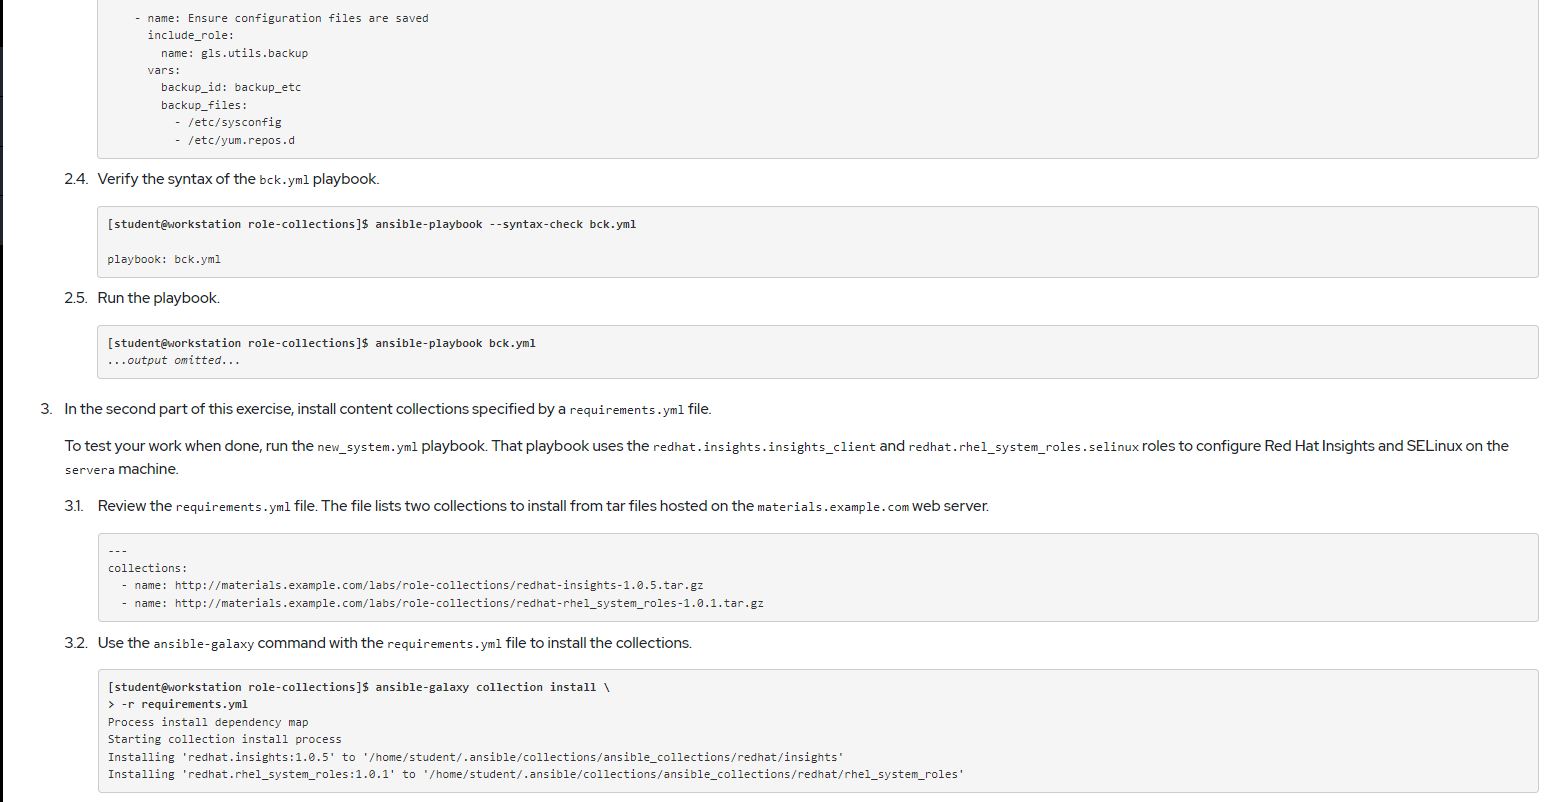 - name: Ensure configuration files are saved
include_role:
name: gls.utils.backup
vars:
backup_id: backup_etc
backup_files:
- /etc/sysconfig
- /etc/yum.repos.d
2.4. Verify the syntax of the bck.yml playbook.
[student@workstation role-collections]$ ansible-playbook --syntax-check bck.yml
playbook: bck.yml
2.5. Run the playbook.
[student@workstation role-collections]$ ansible-playbook bck.yml
...output omitted...
3. In the second part of this exercise, install content collections specified by a requirements.yml file.
To test your work when done, run the new_system.yml playbook. That playbook uses the redhat.insights.insights_client and redhat.rhel_system_roles.selinux roles to configure Red Hat Insights and SELinux on the
servera machine.
3.1. Review the requirements.yml file. The file lists two collections to install from tar files hosted on the materials.example.com web server.
---
collections:
- name: http://materials.example.com/labs/role-collections/redhat-insights-1.0.5.tar.gz
- name: http://materials.example.com/labs/role-collections/redhat-rhel_system_roles-1.0.1.tar.gz
3.2. Use the ansible-galaxy command with the requirements.yml file to install the collections.
[student@workstation role-collections]$ ansible-galaxy collection install \
> -r requirements.yml
Process install dependency map
Starting collection install process
Installing 'redhat.insights:1.0.5' to '/home/student/.ansible/collections/ansible_collections/redhat/insights'
Installing 'redhat.rhel_system_roles:1.0.1' to '/home/student/.ansible/collections/ansible_collections/redhat/rhel_system_roles'